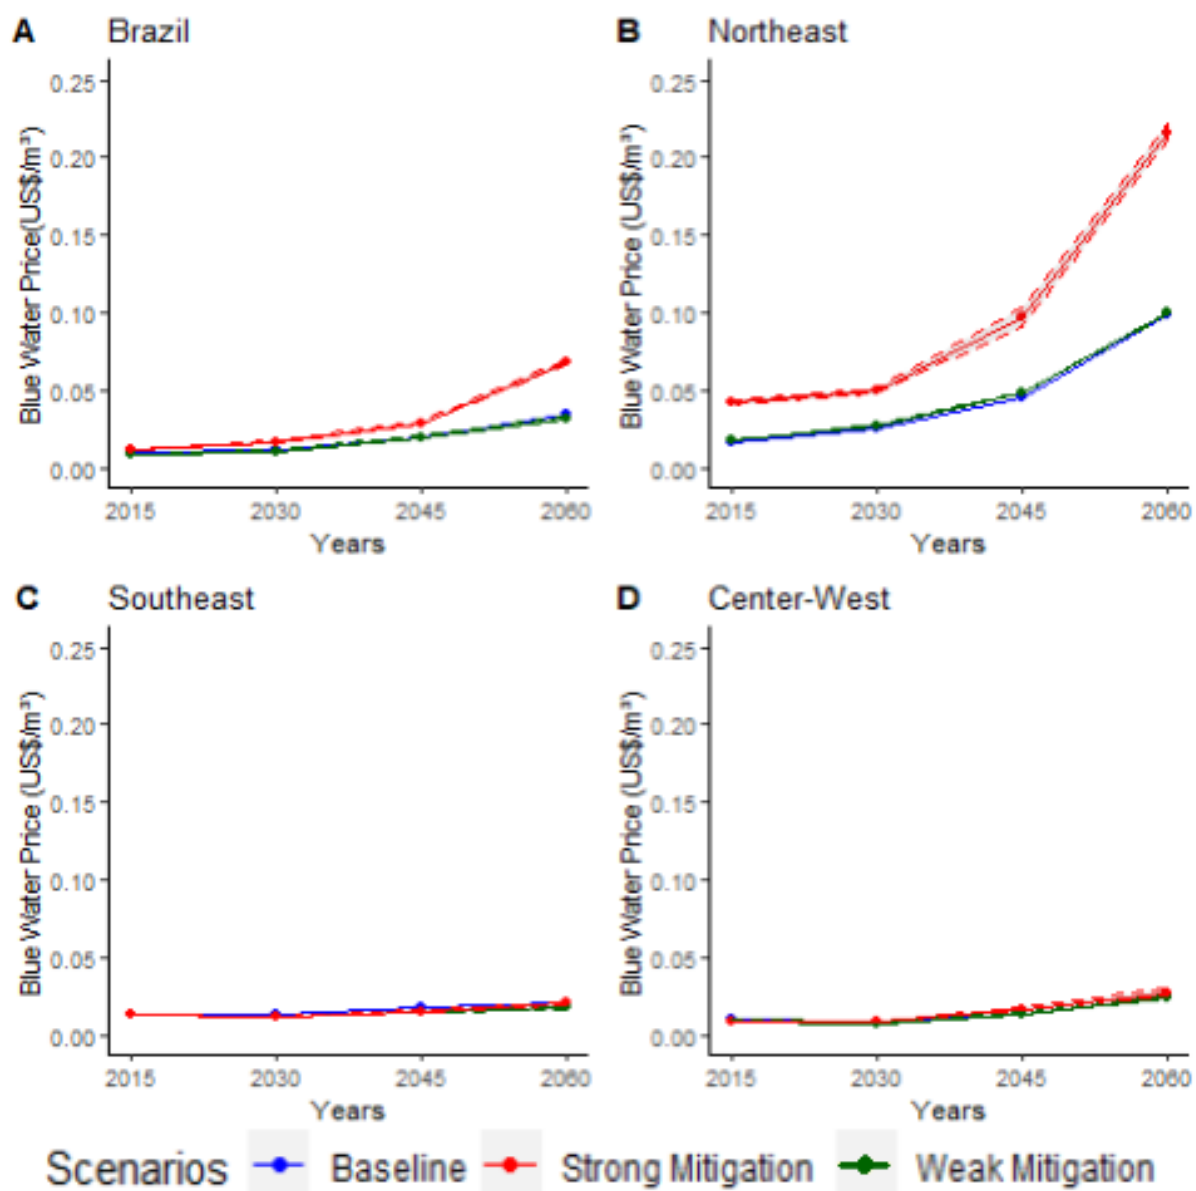 A Brazil
Blue Water Price(US$/m³)
0.25
0.20
0.15
0.10
0.05
0.00
2015 2030 2045 2060
Years
B Northeast
Blue Water Price (US$/m³)
0.25
0.20
0.15
0.10
0.05
0.00
2015 2030 2045 2060
Years
C Southeast
Blue Water Price (US$/m³)
0.25
0.20
0.15
0.10
0.05
0.00
2015 2030 2045 2060
Years
D Center-West
Blue Water Price (US$/m³)
0.25
0.20
0.15
0.10
0.05
0.00
2015 2030 2045 2060
Years
Scenarios Baseline Strong Mitigation Weak Mitigation